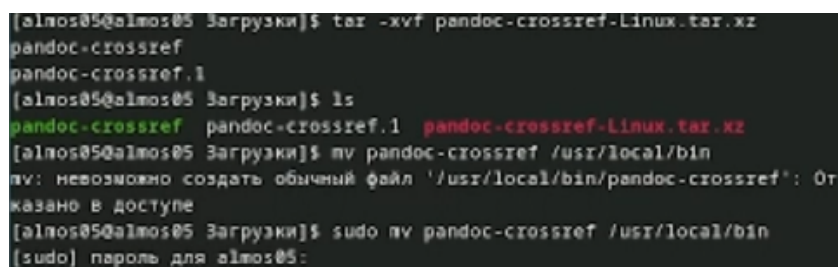 [almos05@almos05 Загрузки]$ tar -xvf pandoc-crossref-Linux.tar.xz
pandoc-crossref
pandoc-crossref.1
[almos05@almos05 Загрузки]$ ls
pandoc-crossref pandoc-crossref.1 pandoc-crossref-Linux.tar.xz
[almos05@almos05 Загрузки]$ mv pandoc-crossref /usr/local/bin
mv: невозможно создать обычный файл '/usr/local/bin/pandoc-crossref': От
казано в доступе
[almos05@almos05 Загрузки]$ sudo mv pandoc-crossref /usr/local/bin
[sudo] пароль для almos05: